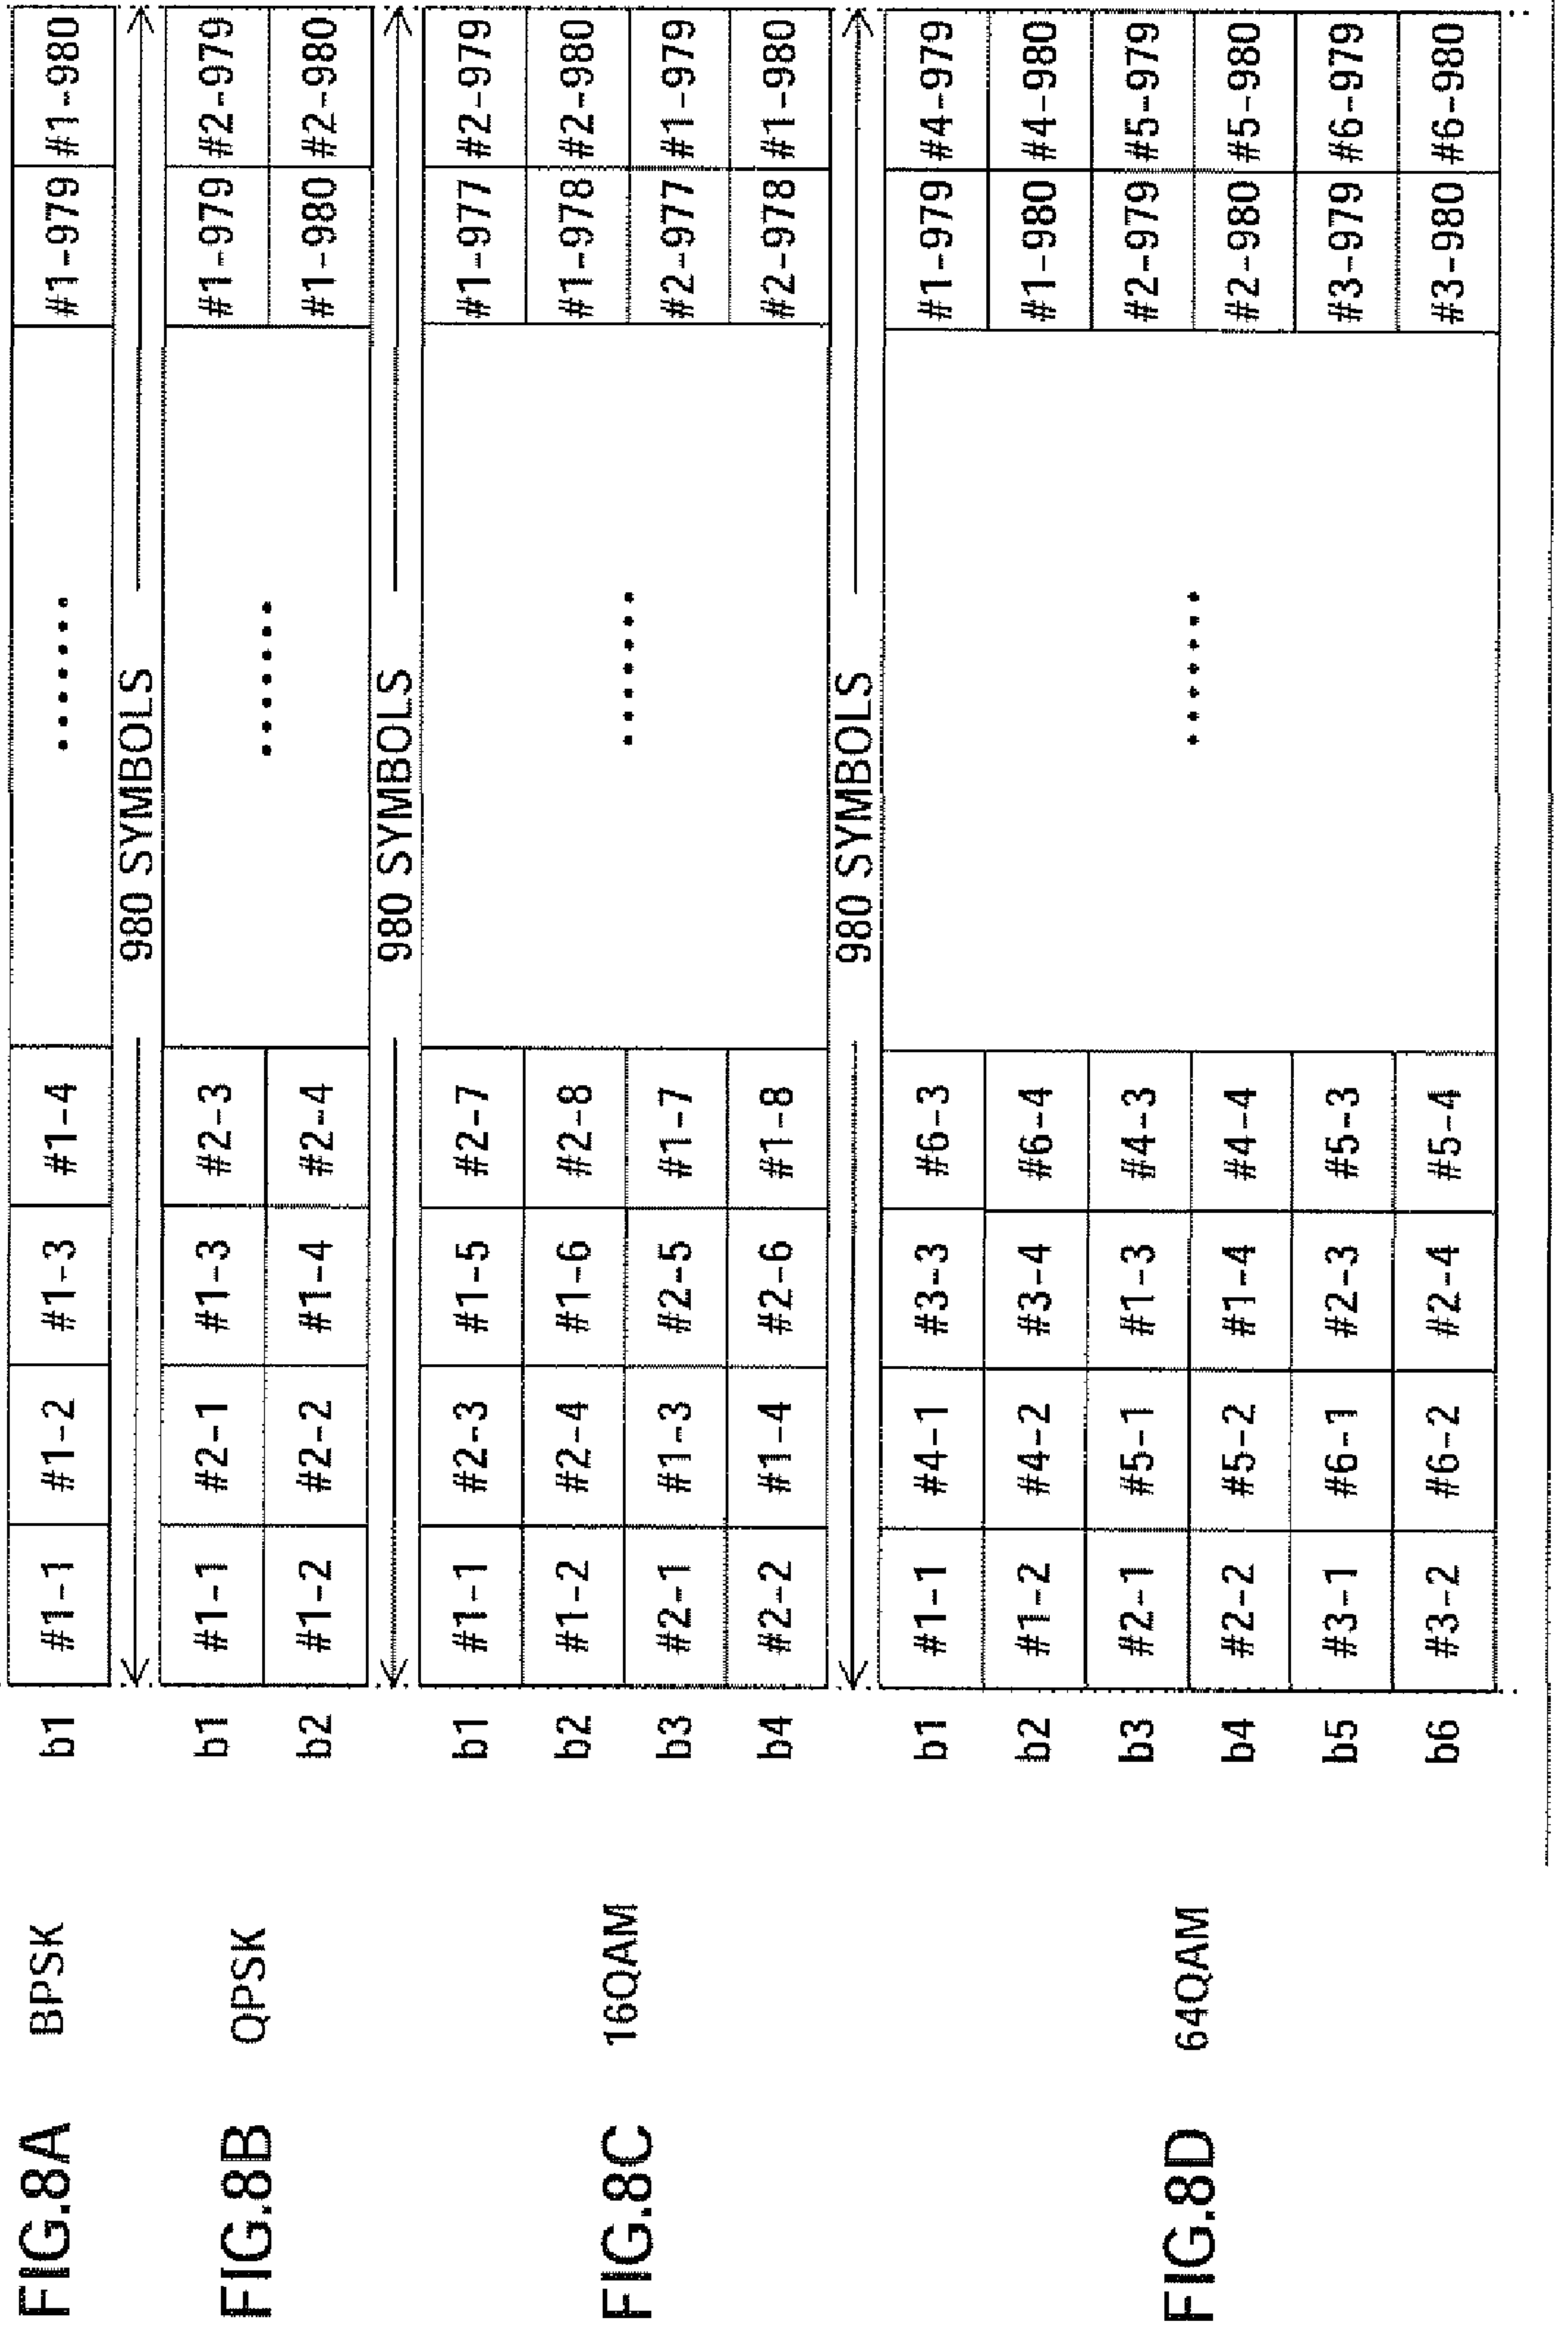 FIG.8A BPSK
b1 #1-1 #1-2 #1-3 #1-4 ······· #1-979 #1-980
980 SYMBOLS
FIG.8B QPSK
b1 #1-1 #2-1 #1-3 #2-3 ······· #1-979 #2-979
b2 #1-2 #2-2 #1-4 #2-4 #1-980 #2-980
980 SYMBOLS
FIG.8C 16QAM
b1 #1-1 #2-3 #1-5 #2-7 ······· #1-977 #2-979
b2 #1-2 #2-4 #1-6 #2-8 #1-978 #2-980
b3 #2-1 #1-3 #2-5 #1-7 #2-977 #1-979
b4 #2-2 #1-4 #2-6 #1-8 #2-978 #1-980
980 SYMBOLS
FIG.8D 64QAM
b1 #1-1 #4-1 #3-3 #6-3 ······· #1-979 #4-979
b2 #1-2 #4-2 #3-4 #6-4 #1-980 #4-980
b3 #2-1 #5-1 #1-3 #4-3 #2-979 #5-979
b4 #2-2 #5-2 #1-4 #4-4 #2-980 #5-980
b5 #3-1 #6-1 #2-3 #5-3 #3-979 #6-979
b6 #3-2 #6-2 #2-4 #5-4 #3-980 #6-980